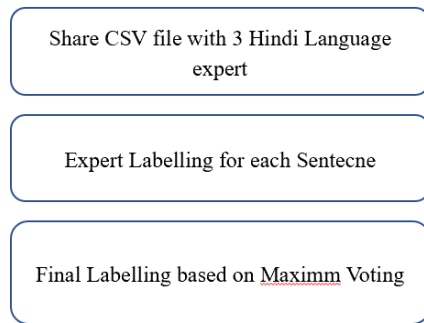 Share CSV file with 3 Hindi Language
expert
Expert Labelling for each Sentecne
Final Labelling based on Maximm Voting